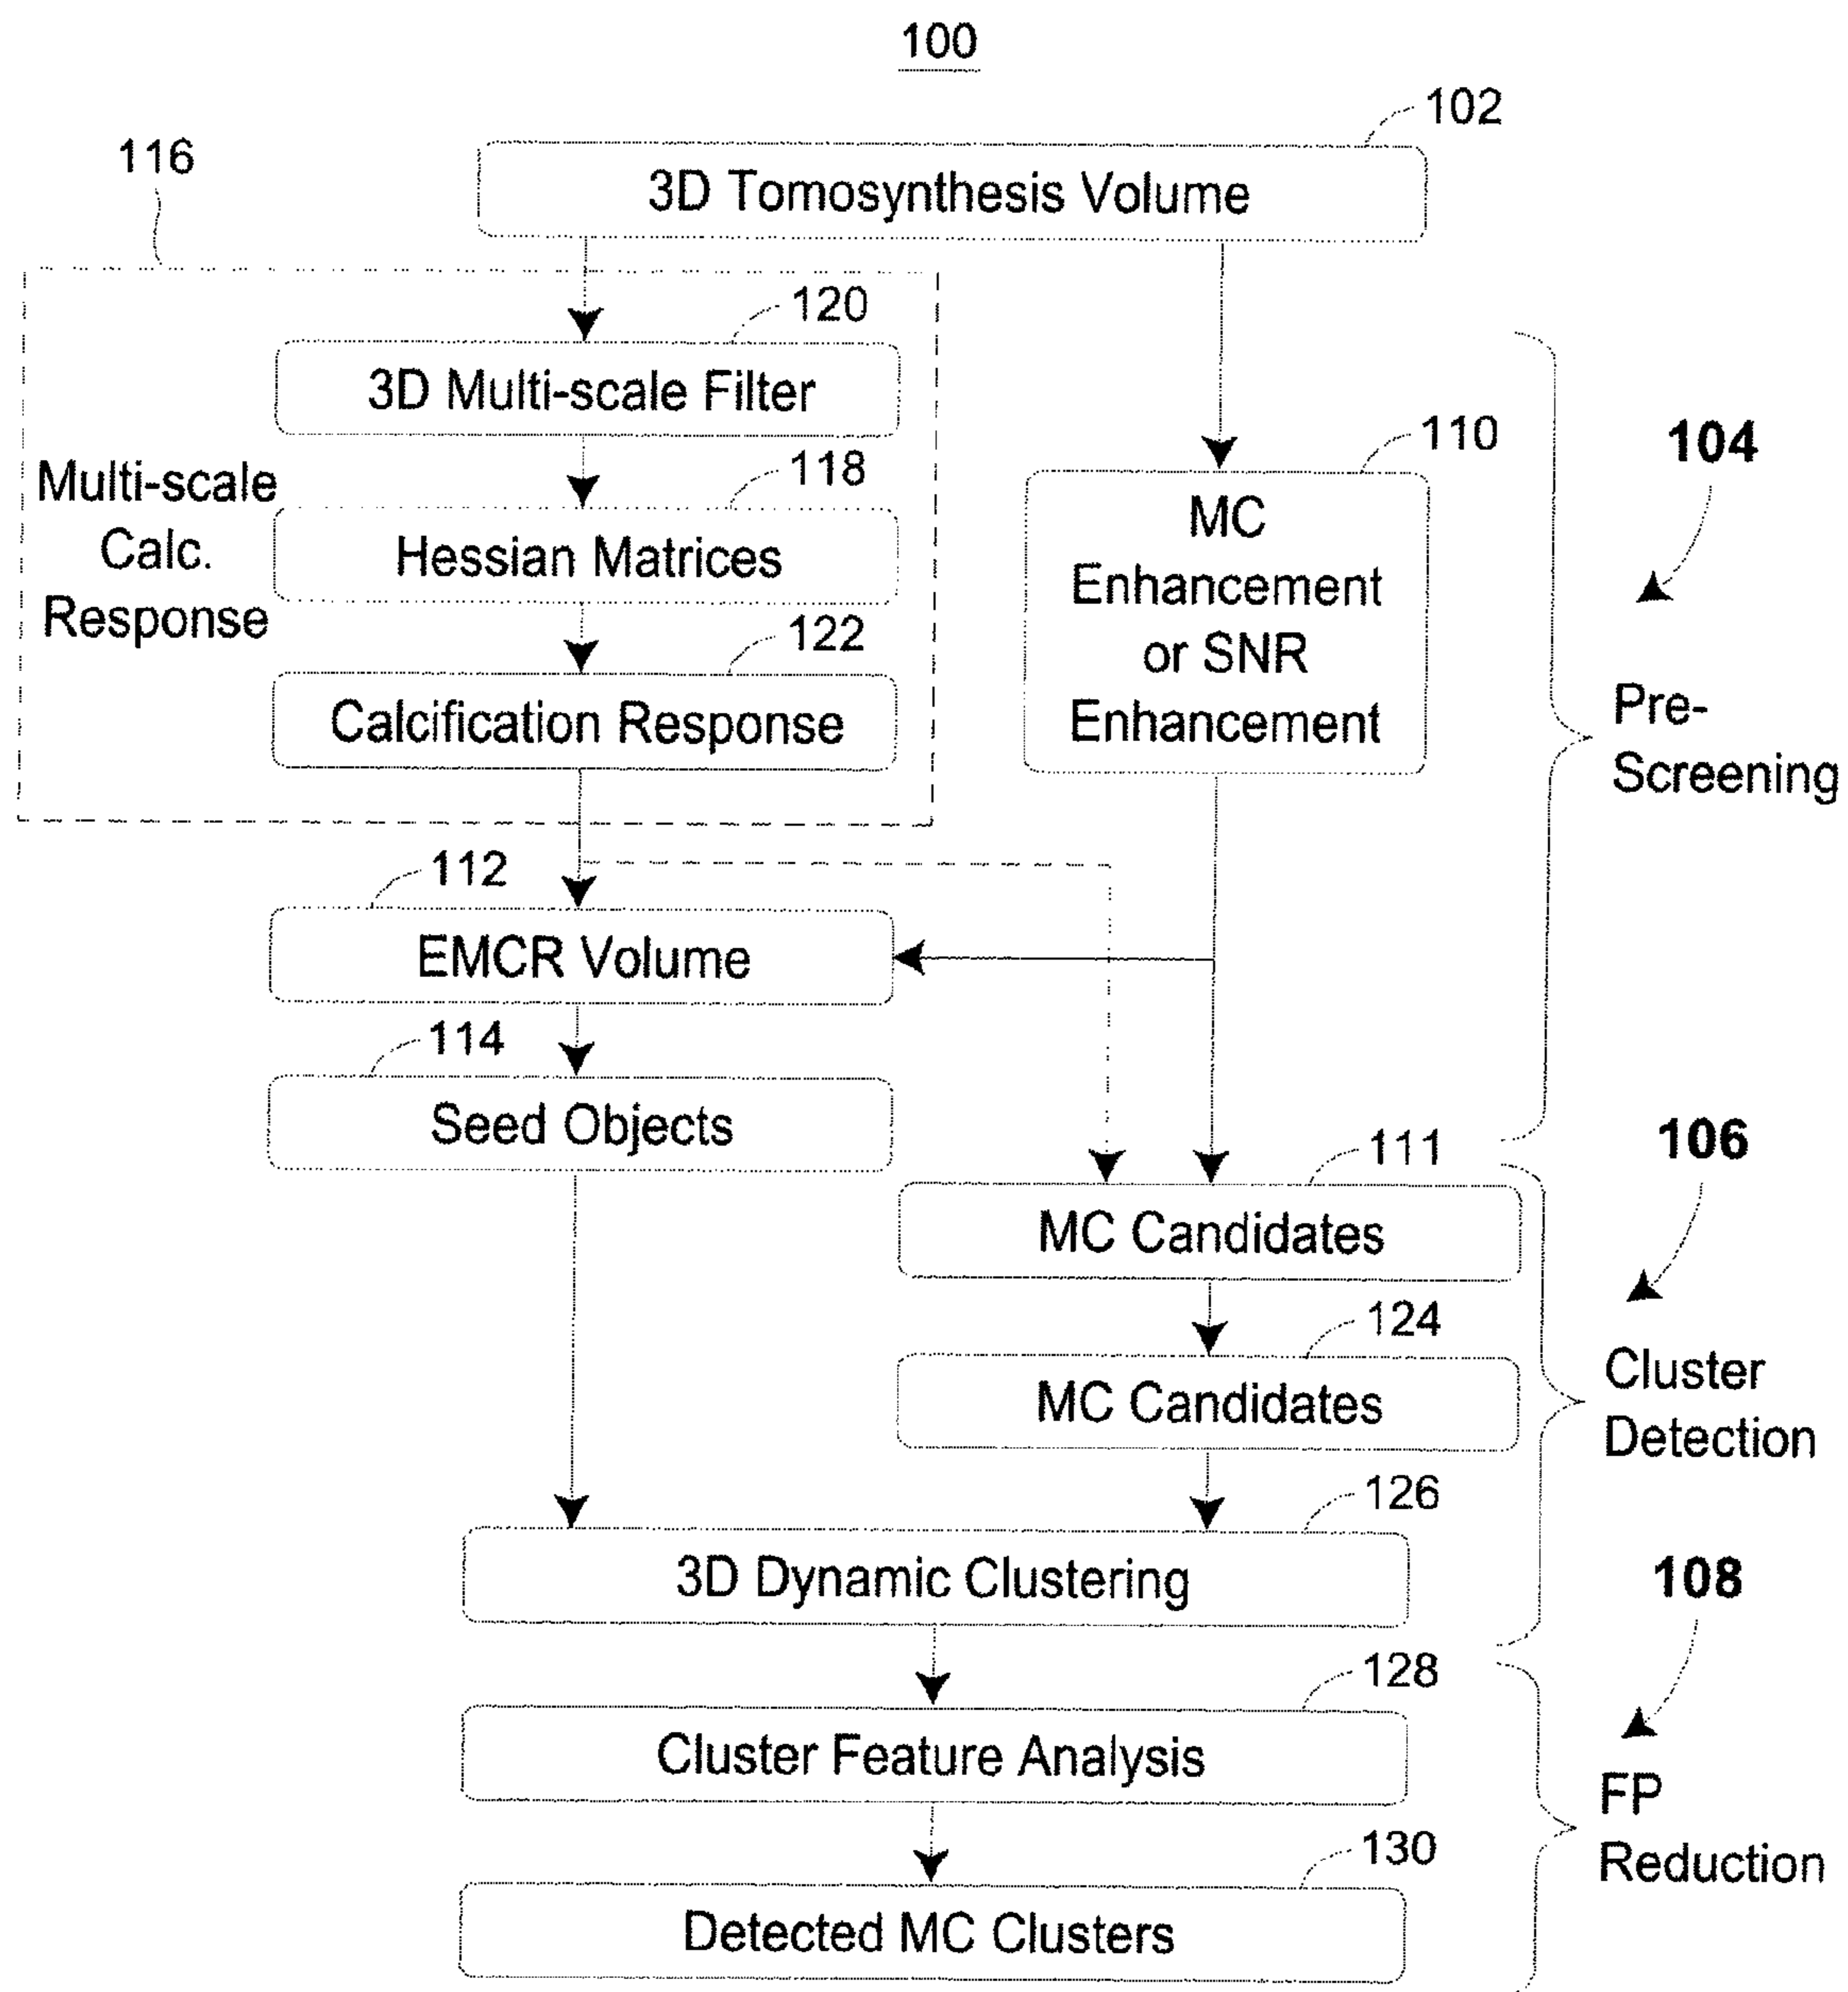 100
102
116
3D Tomosynthesis Volume
120
3D Multi-scale Filter
110
104
Multi-scale
Calc.
Response
118
Hessian Matrices
MC
Enhancement
or SNR
Enhancement
122
Calcification Response
Pre-
Screening
112
EMCR Volume
114
Seed Objects
111
106
MC Candidates
124
MC Candidates
Cluster
Detection
126
3D Dynamic Clustering
108
128
Cluster Feature Analysis
FP
Reduction
130
Detected MC Clusters